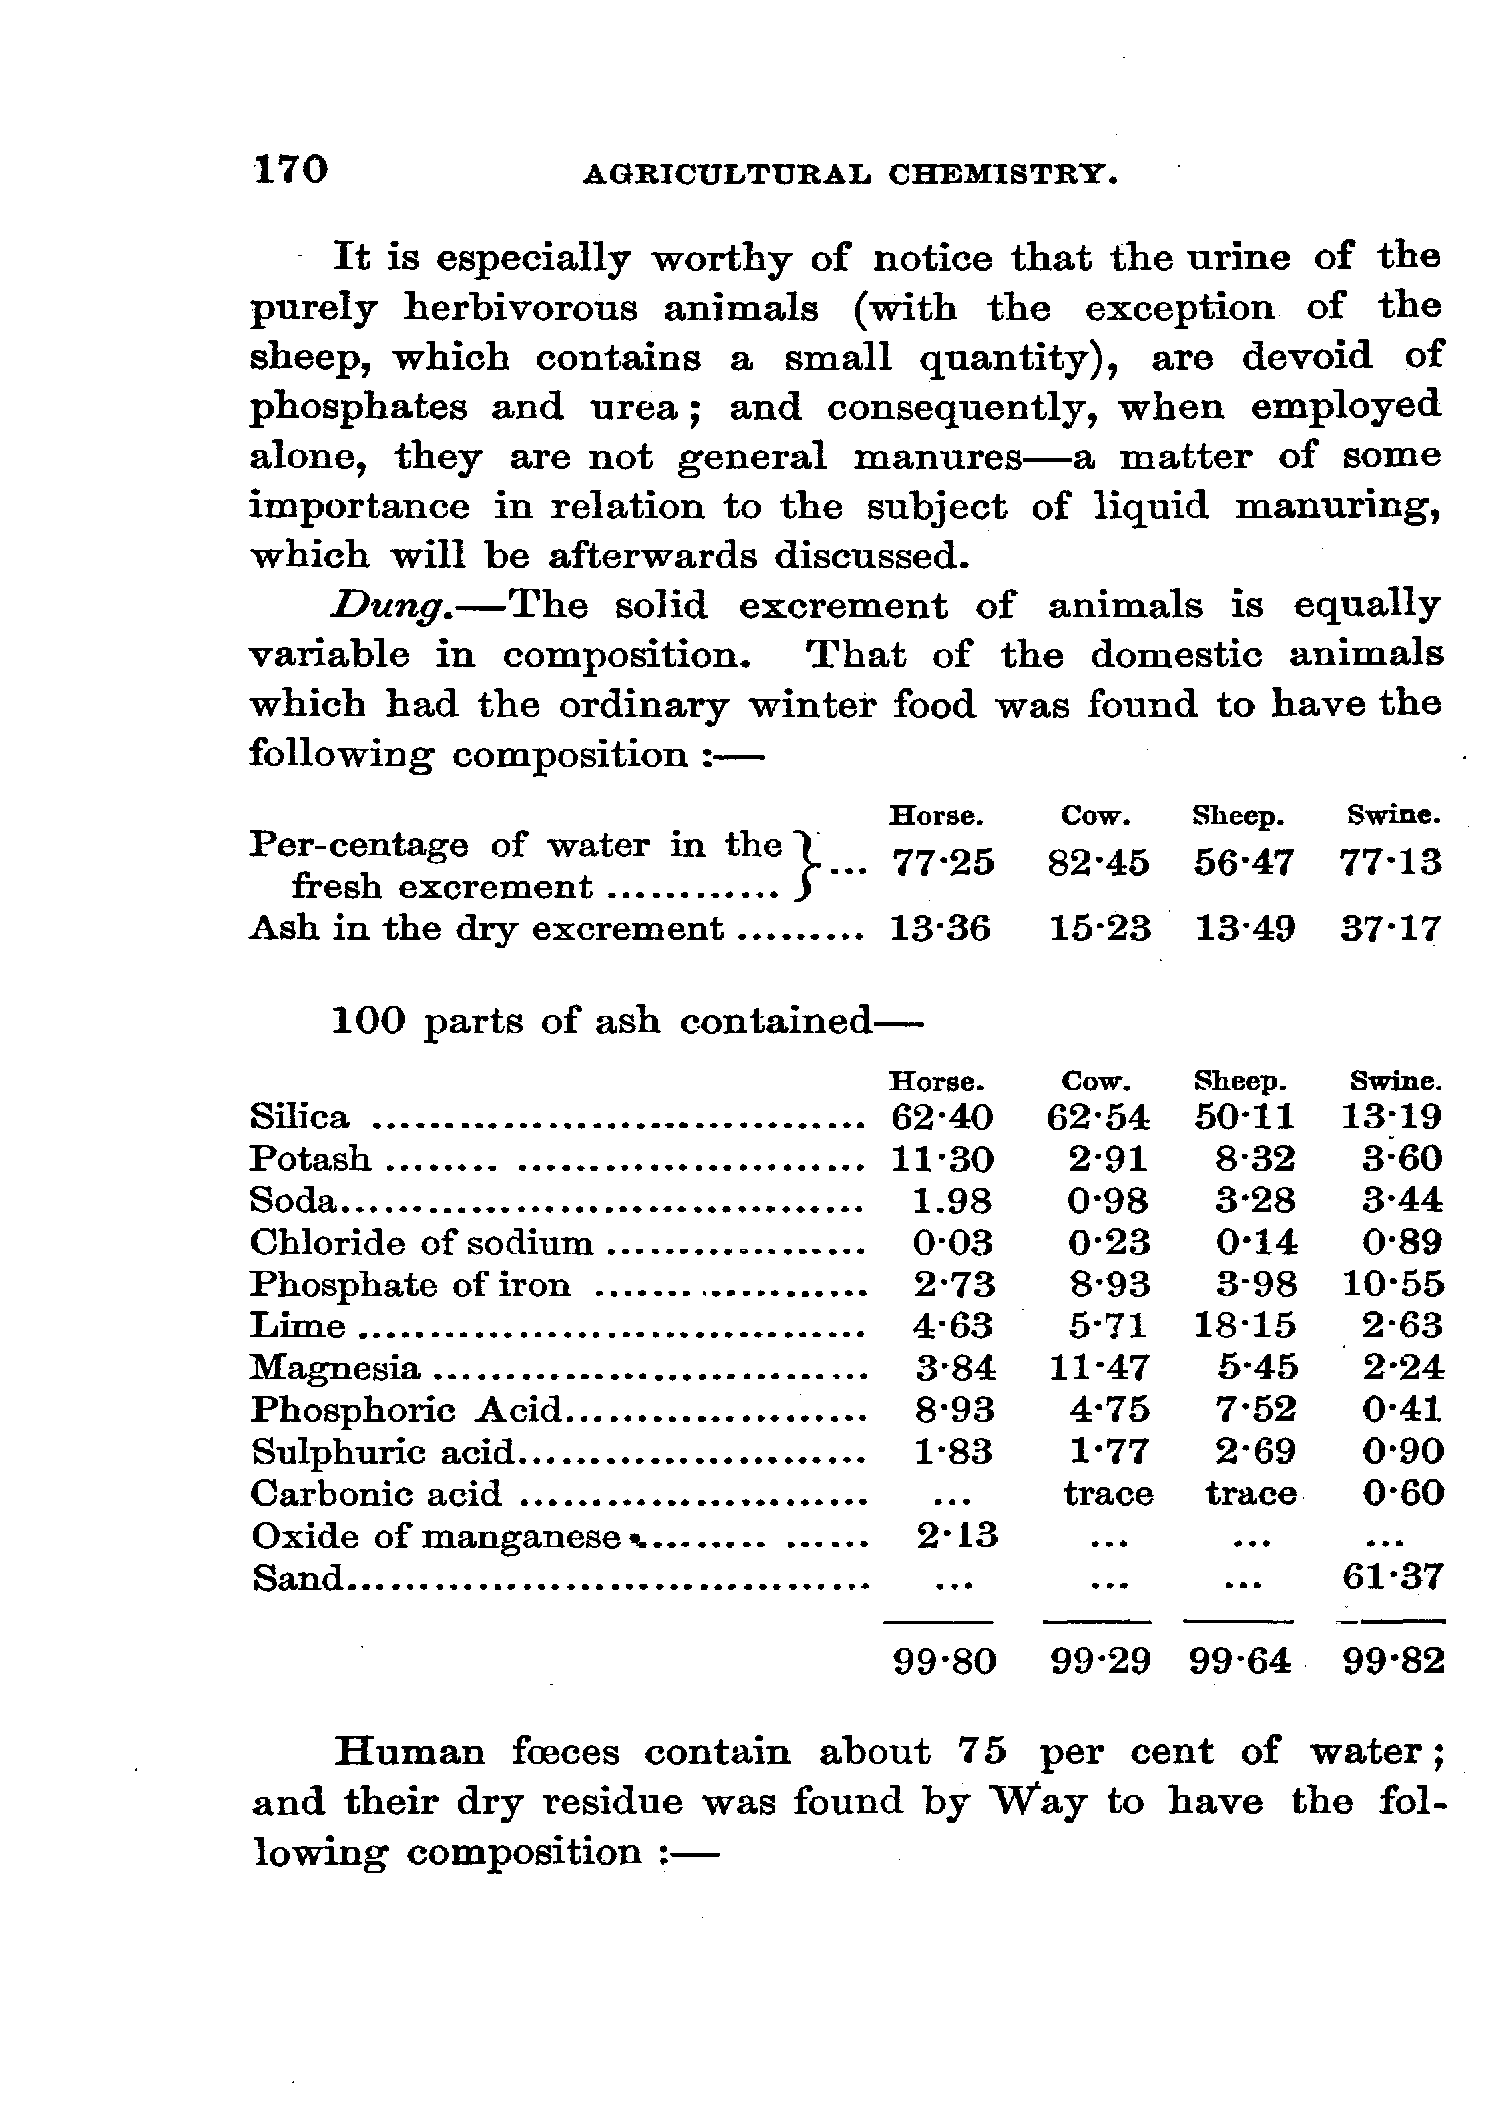 170 AGRICULTURAL CHEMISTRY.
It is especially worthy of notice that the urine of the
purely herbivorous animals (with the exception of the
sheep, which contains a small quantity), are devoid of
phosphates and urea; and consequently, when employed
alone, they are not general manures—a matter of some
importance in relation to the subject of liquid manuring,
which will be afterwards discussed.
Dung.—The solid excrement of animals is equally
variable in composition. That of the domestic animals
which had the ordinary winter food was found to have the
following composition :—
Horse. Cow. Sheep. Swine.
Per-centage of water in the
fresh excrement ............ } ... 77·25 82·45 56·47 77·13
Ash in the dry excrement ......... 13·36 15·23 13·49 37·17
100 parts of ash contained—
Horse. Cow. Sheep. Swine.
Silica .................................. 62·40 62·54 50·11 13·19
Potash ........ ........................ 11·30 2·91 8·32 3·60
Soda.................................... 1.98 0·98 3·28 3·44
Chloride of sodium .................. 0·03 0·23 0·14 0·89
Phosphate of iron ................... 2·73 8·93 3·98 10·55
Lime ................................... 4·63 5·71 18·15 2·63
Magnesia .............................. 3·84 11·47 5·45 2·24
Phosphoric Acid..................... 8·93 4·75 7·52 0·41
Sulphuric acid........................ 1·83 1·77 2·69 0·90
Carbonic acid ........................ ... trace trace 0·60
Oxide of manganese.......... ...... 2·13 ... ... ...
Sand.................................... ... ... ... 61·37
99·80 99·29 99·64 99·82
Human fœces contain about 75 per cent of water;
and their dry residue was found by Way to have the fol-
lowing composition :—